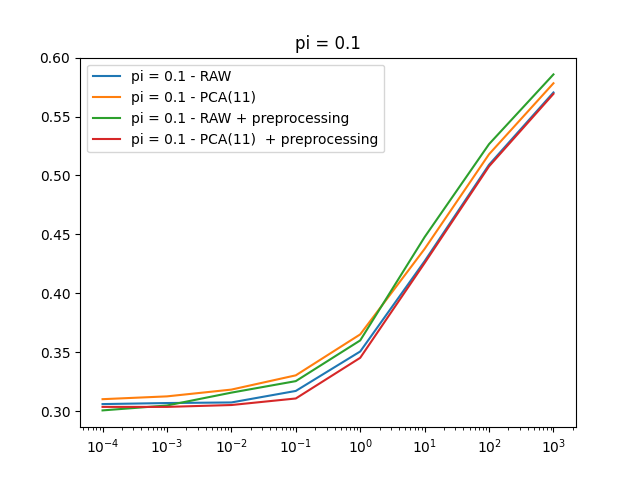 pi = 0.1
pi = 0.1 - RAW
pi = 0.1 - PCA(11)
pi = 0.1 - RAW + preprocessing
pi = 0.1 - PCA(11)  + preprocessing
0.60
0.55
0.50
0.45
0.40
0.35
0.30
10⁻⁴ 10⁻³ 10⁻² 10⁻¹ 10⁰ 10¹ 10² 10³